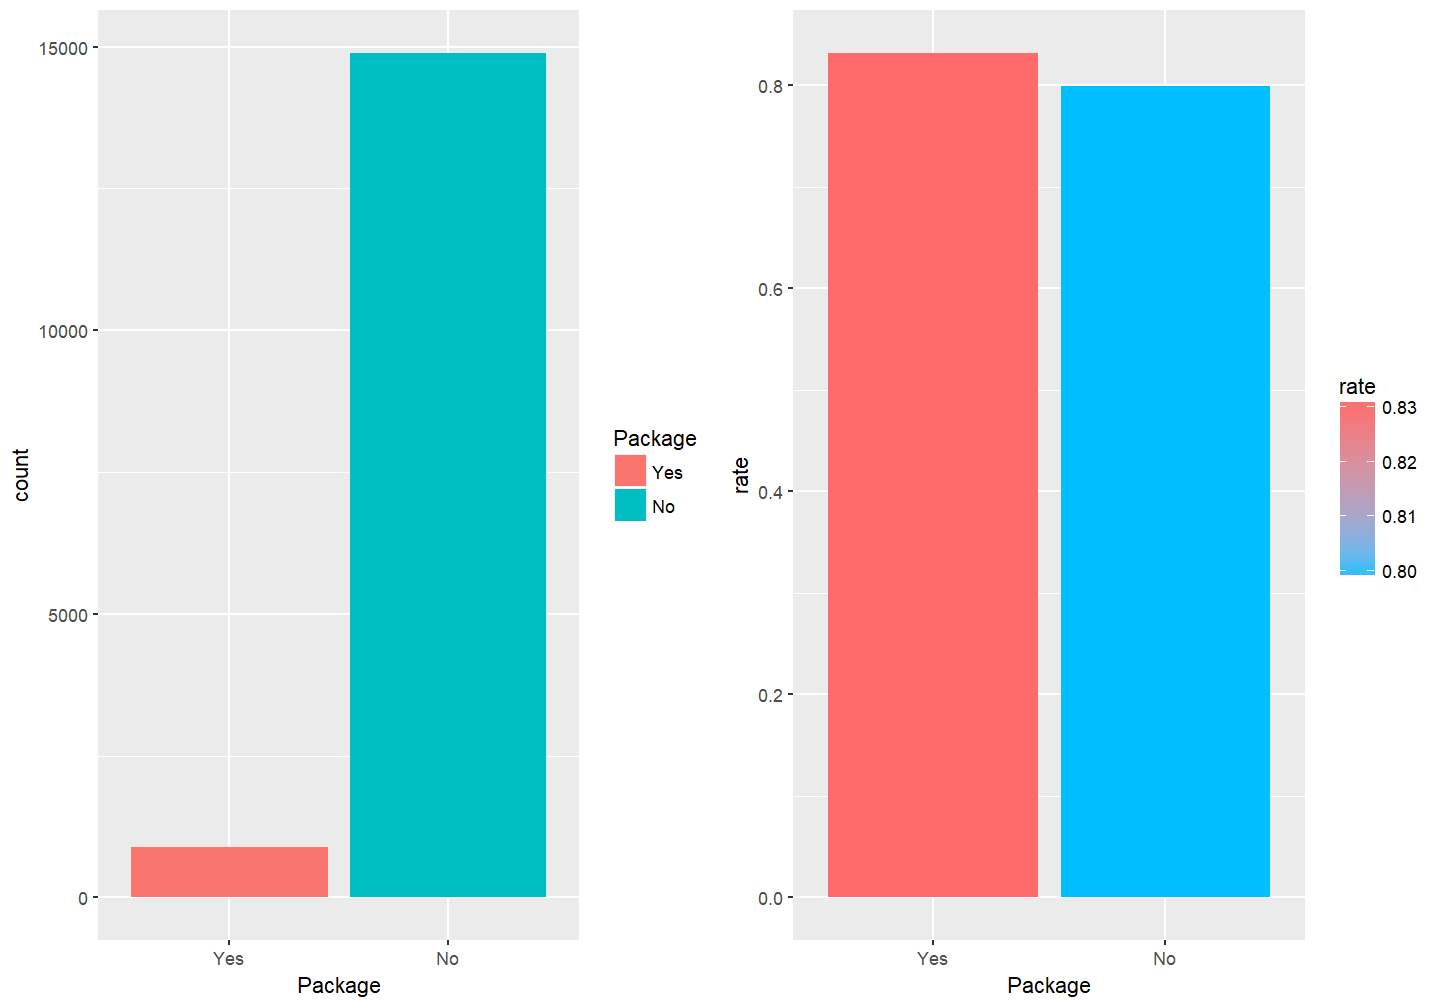 15000
10000
5000
0
count
Yes
No
Package
Package
Yes
No
0.8
0.6
0.4
0.2
0.0
rate
Yes
No
Package
rate
0.83
0.82
0.81
0.80